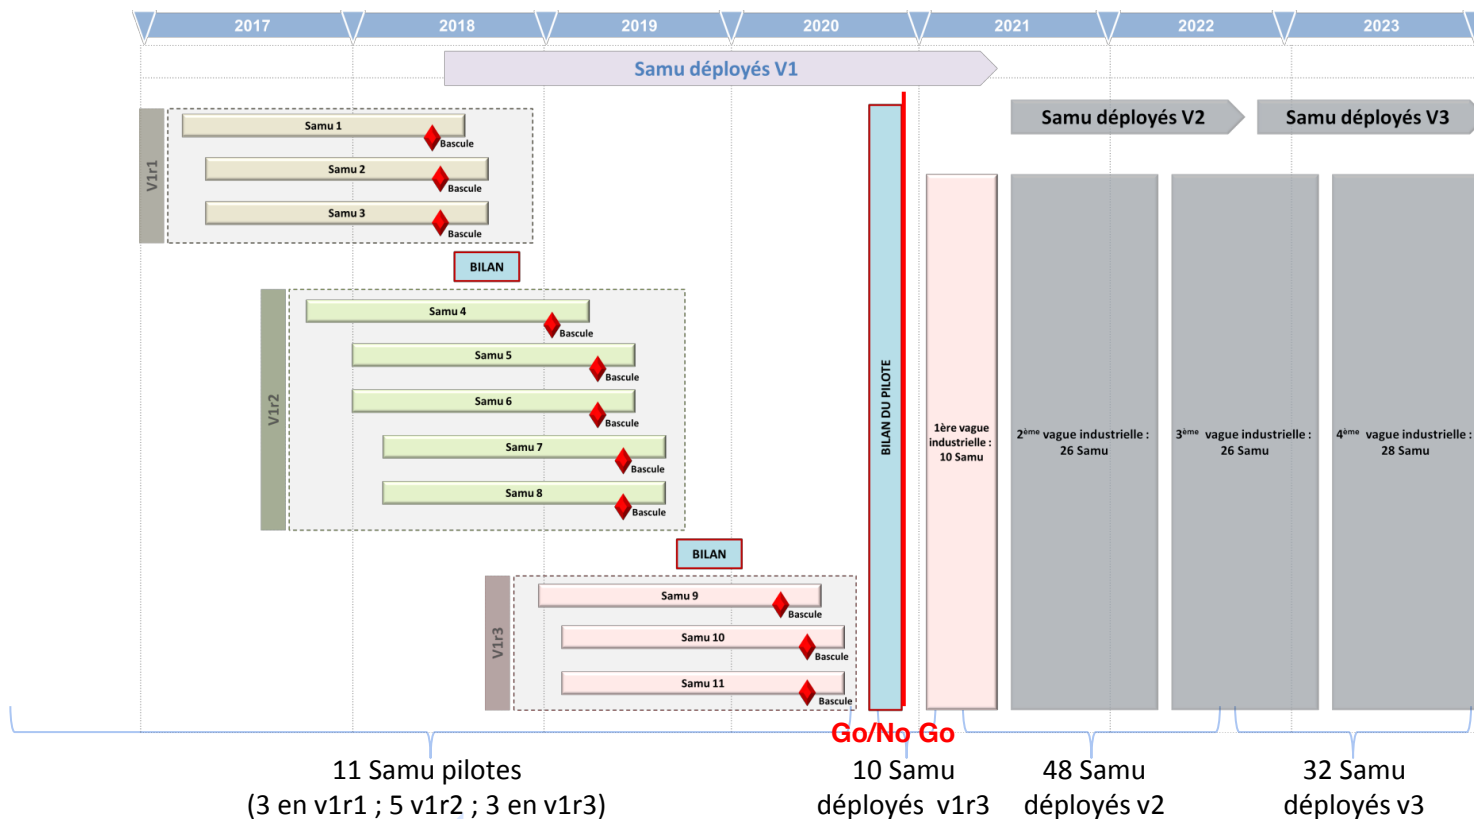 2017
2018
2019
2020
2021
2022
2023
Samu déployés V1
Samu déployés V2
Samu déployés V3
V1r1
Samu 1
Bascule
Samu 2
Bascule
Samu 3
Bascule
BILAN
V1r2
Samu 4
Bascule
Samu 5
Bascule
Samu 6
Bascule
Samu 7
Bascule
Samu 8
Bascule
BILAN
V1r3
Samu 9
Bascule
Samu 10
Bascule
Samu 11
Bascule
BILAN DU PILOTE
1ère vague
industrielle :
10 Samu
2ème vague industrielle :
26 Samu
3ème vague industrielle :
26 Samu
4ème vague industrielle :
28 Samu
Go/No Go
11 Samu pilotes
(3 en v1r1 ; 5 v1r2 ; 3 en v1r3)
10 Samu
déployés v1r3
48 Samu
déployés v2
32 Samu
déployés v3